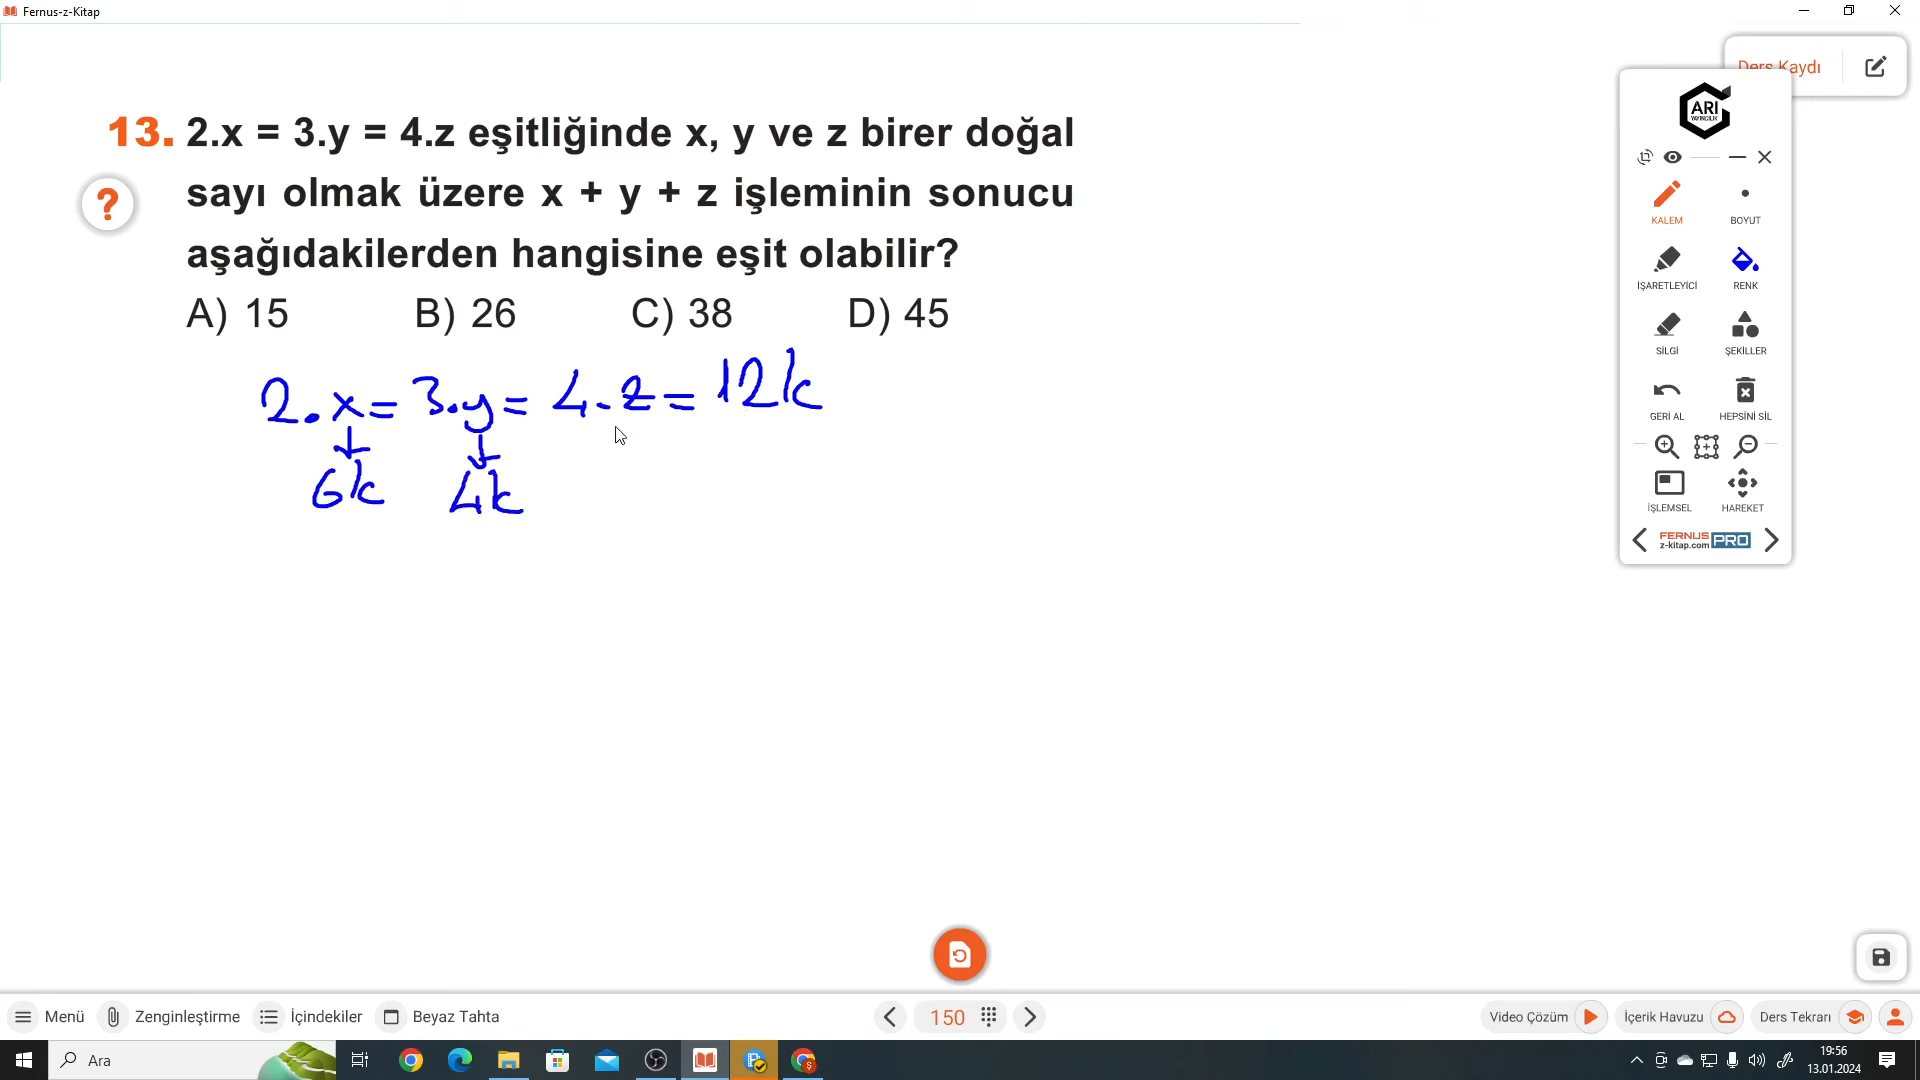 Fernus-z-Kitap
Ders Kaydı
13. 2.x = 3.y = 4.z eşitliğinde x, y ve z birer doğal
sayı olmak üzere x + y + z işleminin sonucu
?
aşağıdakilerden hangisine eşit olabilir?
A) 15 B) 26 C) 38 D) 45
2.x = 3.y = 4.z = 12k
6k 4k
ARI
YAYINCILIK
KALEM BOYUT
İŞARETLEYİCİ RENK
SİLGİ ŞEKİLLER
GERİ AL HEPSİNİ SİL
İŞLEMSEL HAREKET
FERNUS
z-kitap.com PRO
Menü Zenginleştirme İçindekiler Beyaz Tahta 150 Video Çözüm İçerik Havuzu Ders Tekrarı
Ara 19:56
13.01.2024